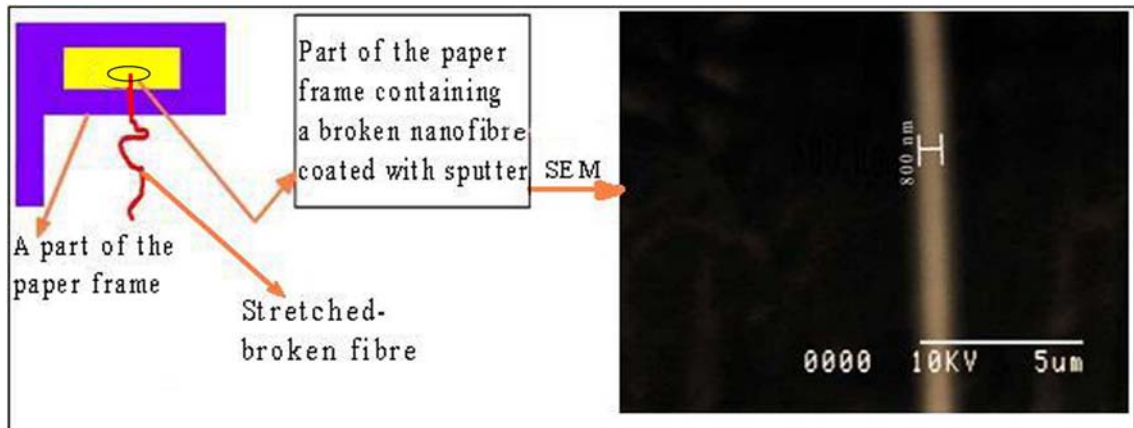 Part of the paper
frame containing
a broken nanofibre
coated with sputter
SEM
A part of the
paper frame
Stretched-
broken fibre
800 nm
0000 10KV 5um